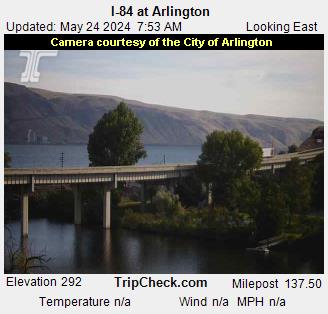 I-84 at Arlington
Updated: May 24 2024 7:53 AM Looking East
Camera courtesy of the City of Arlington
Elevation 292 TripCheck.com Milepost 137.50
Temperature n/a Wind n/a MPH n/a